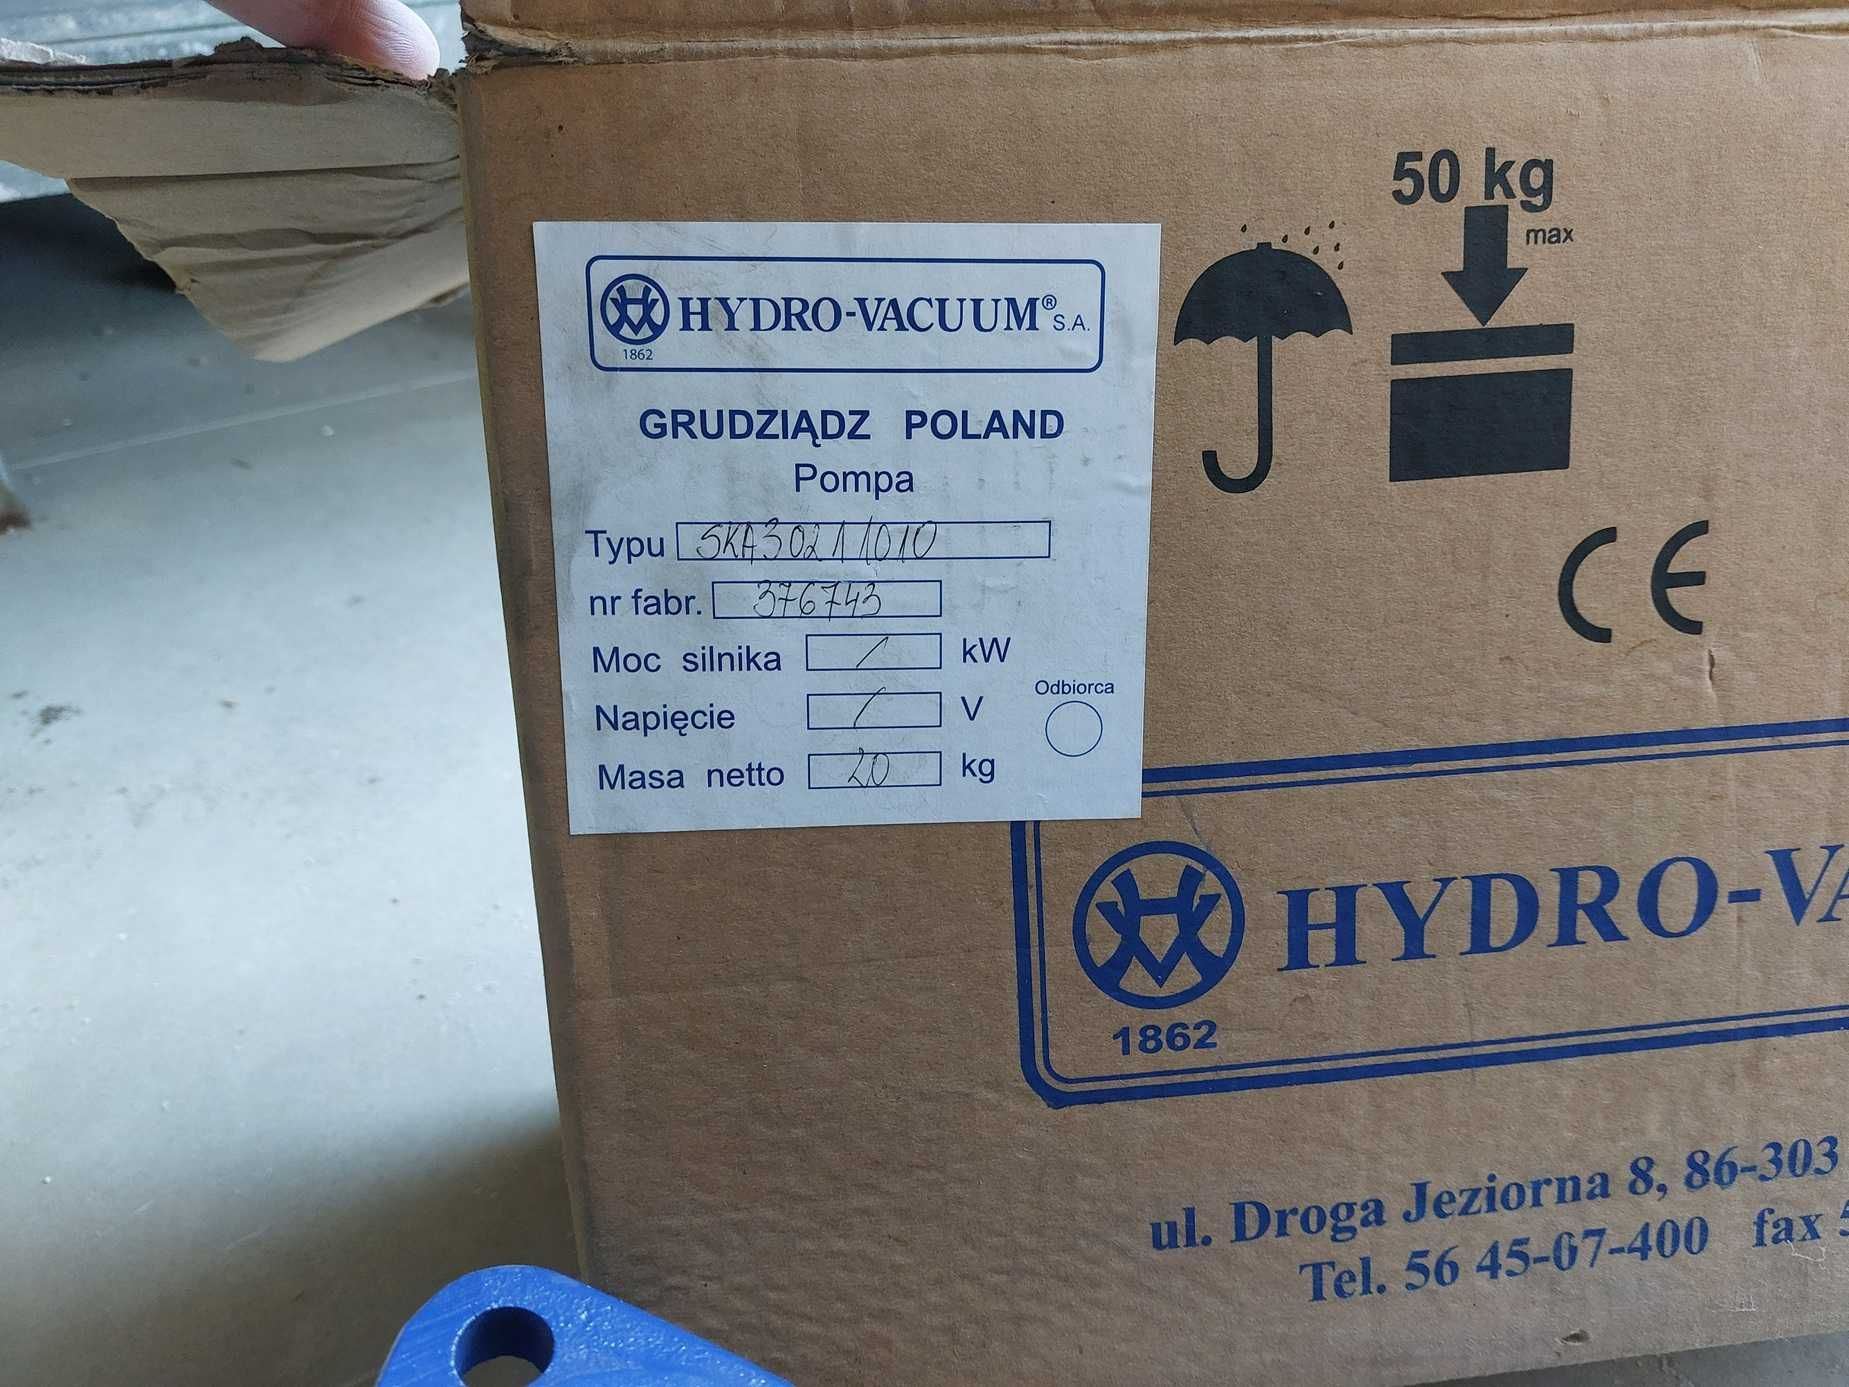 HYDRO-VACUUM® S.A.
1862
GRUDZIĄDZ POLAND
Pompa
Typu SKA30211010
nr fabr. 376743
Moc silnika / kW
Napięcie / V
Masa netto 20 kg
Odbiorca
50 kg
max
CE
HYDRO-VA
1862
ul. Droga Jeziorna 8, 86-303
Tel. 56 45-07-400 fax 5